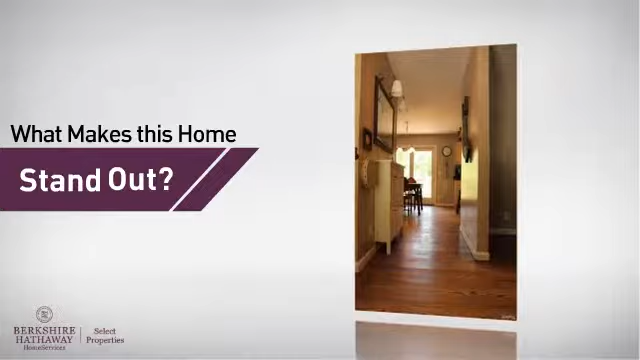 What Makes this Home
Stand Out?
BERKSHIRE
HATHAWAY
HomeServices
Select
Properties